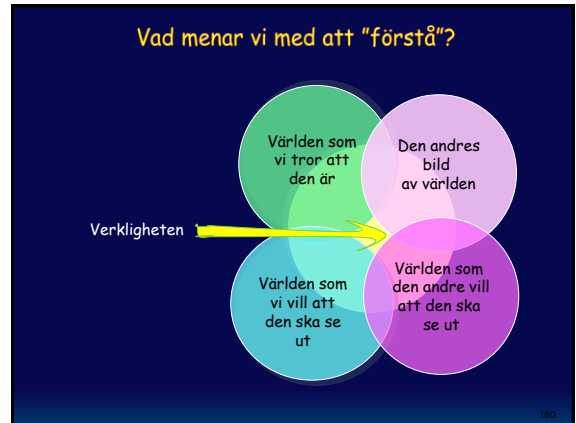 Vad menar vi med att ”förstå”?
Världen som
vi tror att
den är
Den andres
bild
av världen
Verkligheten
Världen som
vi vill att
den ska se
ut
Världen som
den andre vill
att den ska
se ut
180